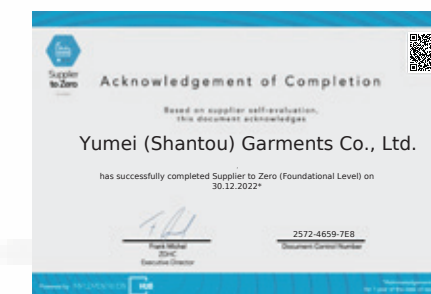 Supplier
to Zero
Acknowledgement of Completion
Based on supplier self-evaluation,
this document acknowledges
Yumei (Shantou) Garments Co., Ltd.
has successfully completed Supplier to Zero (Foundational Level) on
30.12.2022*
2572-4659-7E8
Frank Michel
ZDHC
Executive Director
Document Control Number
HUB